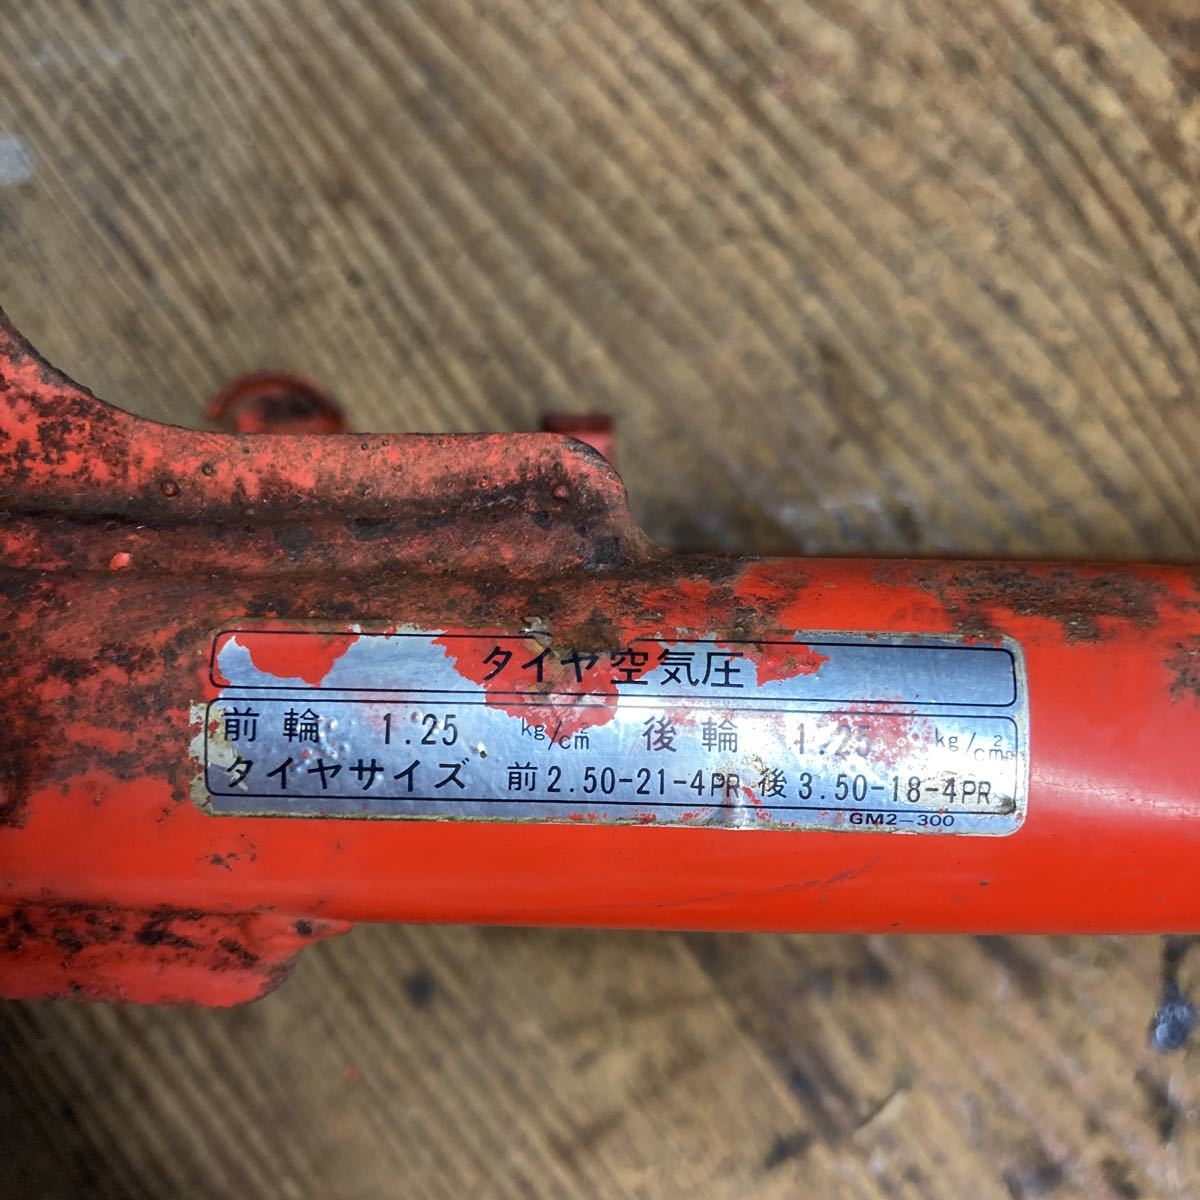 タイヤ空気圧
前輪 1.25 kg/cm² 後輪 1.25 kg/cm²
タイヤサイズ 前2.50-21-4PR 後3.50-18-4PR
GM2-300